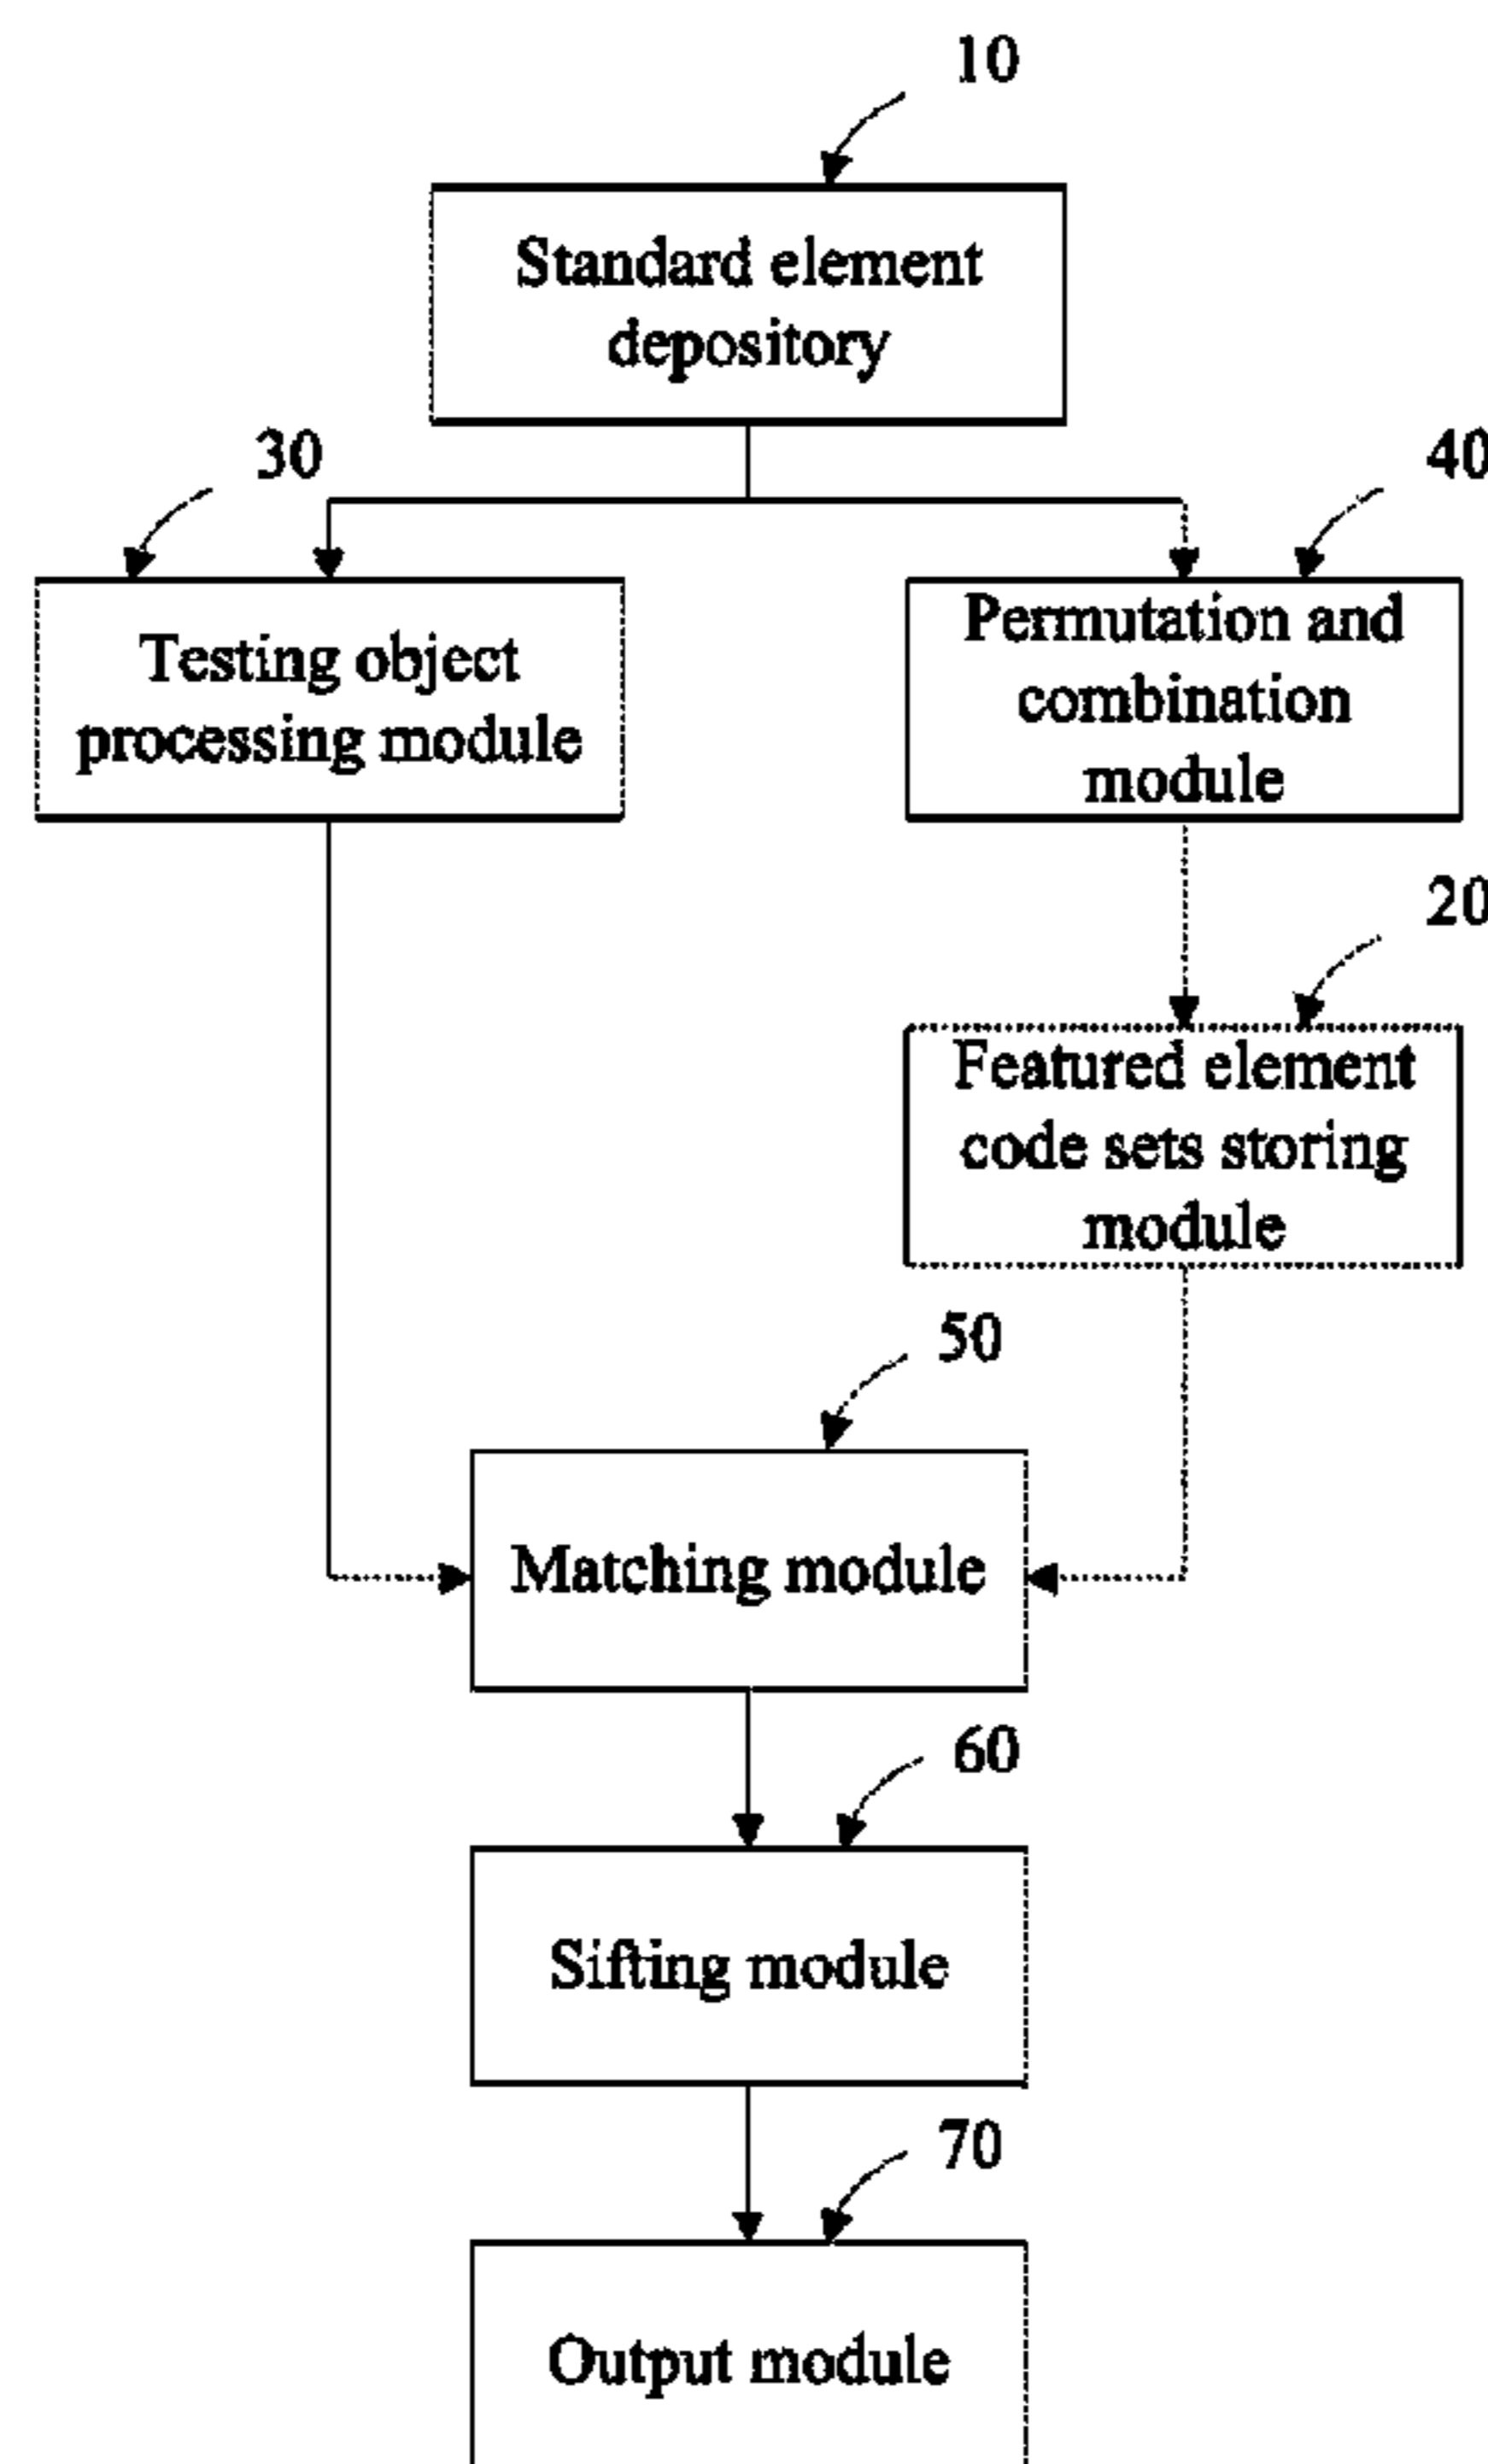 10
Standard element
depository
30
40
Testing object
processing module
Permutation and
combination
module
20
Featured element
code sets storing
module
50
Matching module
60
Sifting module
70
Output module